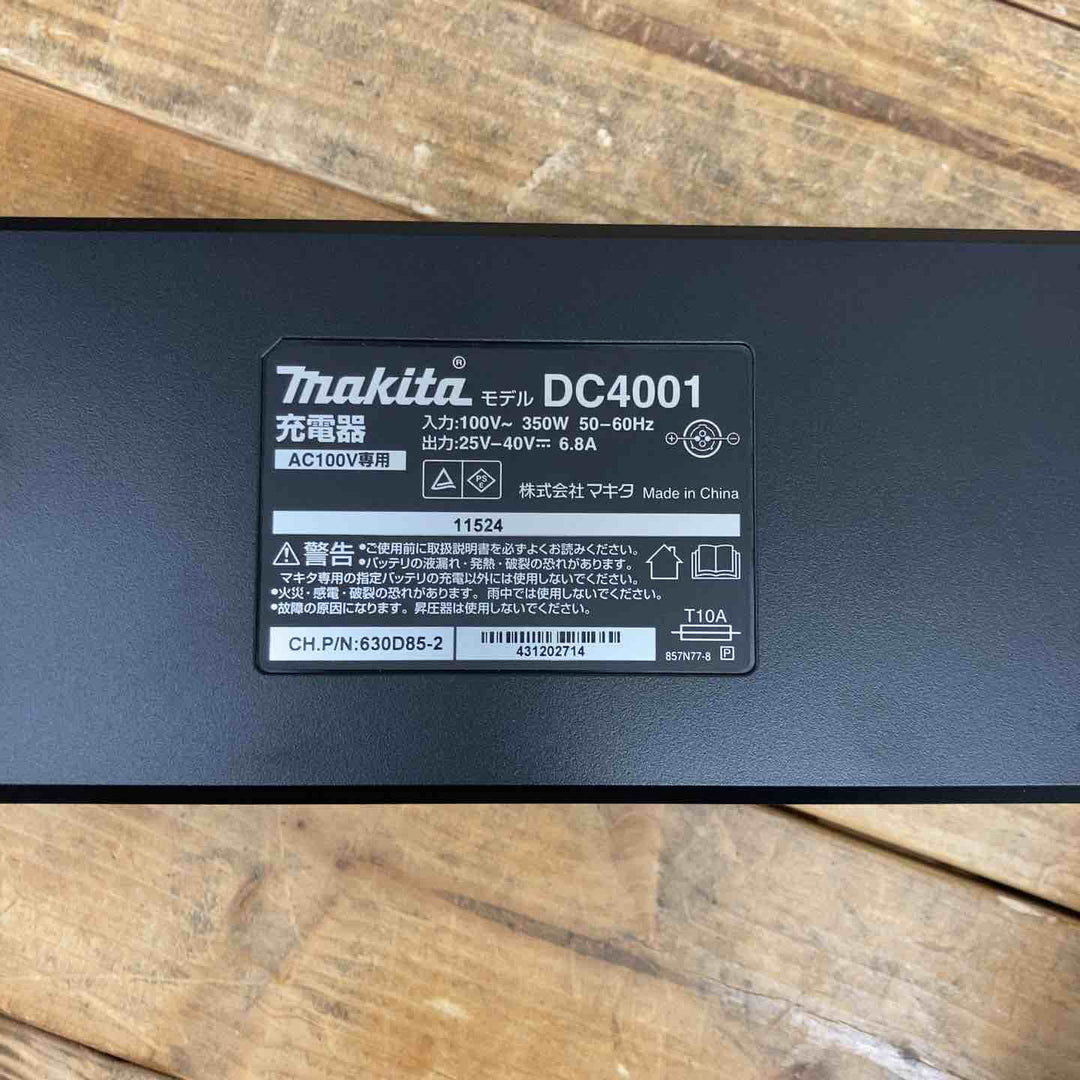 makita® モデル DC4001
充電器
AC100V専用
入力:100V~ 350W 50-60Hz
出力:25V-40V⎓ 6.8A
PS
E
株式会社マキタ Made in China
11524
警告
•ご使用前に取扱説明書を必ずよくお読みください。
•バッテリの液漏れ・発熱・破裂の恐れがあります。
マキタ専用の指定バッテリの充電以外には使用しないでください。
•火災・感電・破裂の恐れがあります。雨中では使用しないでください。
•故障の原因になります。昇圧器は使用しないでください。
T10A
CH.P/N:630D85-2
431202714
857N77-8 P